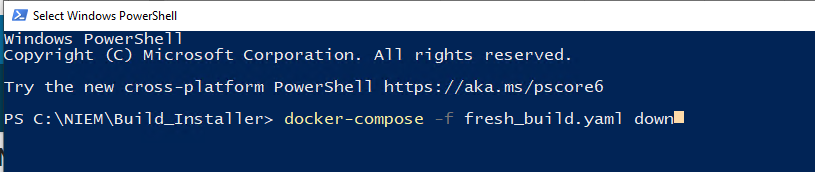 Select Windows PowerShell
Windows PowerShell
Copyright (C) Microsoft Corporation. All rights reserved.
Try the new cross-platform PowerShell https://aka.ms/pscore6
PS C:\NIEM\Build_Installer> docker-compose -f fresh_build.yaml down